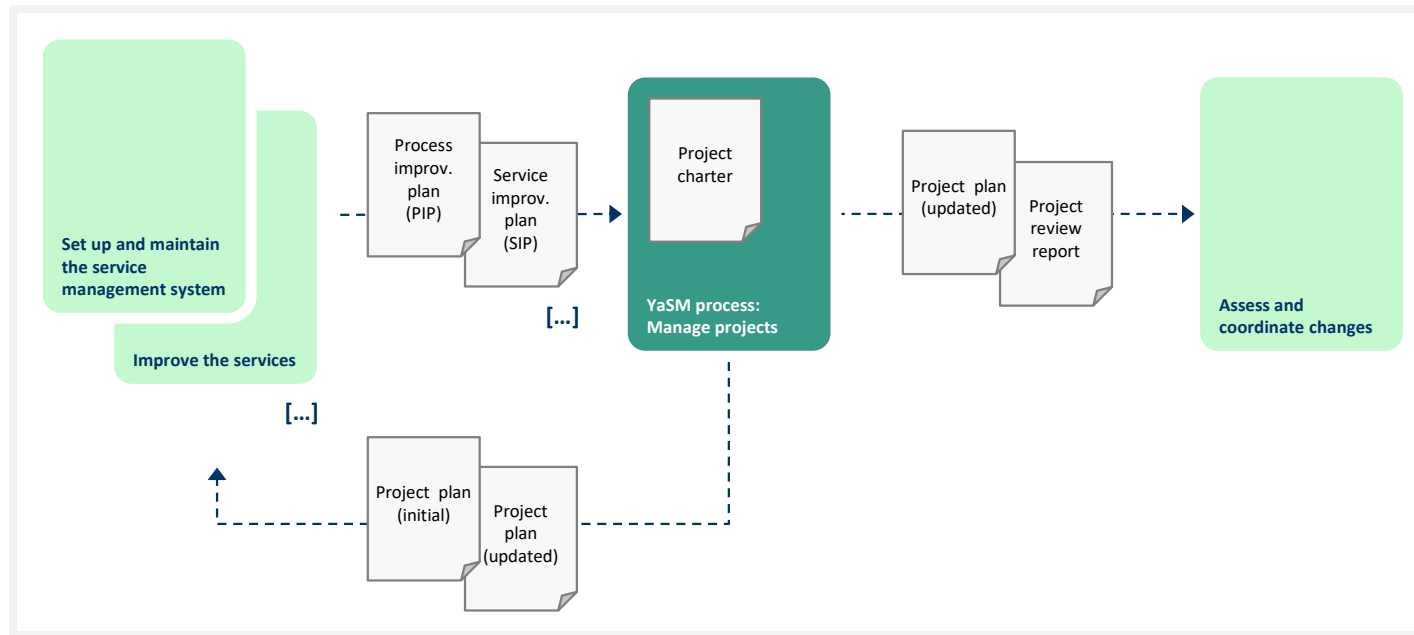 Set up and maintain
the service
management system
Improve the services
[...]
Process
improv.
plan
(PIP)
Service
improv.
plan
(SIP)
[...]
Project
charter
YaSM process:
Manage projects
Project plan
(updated)
Project
review
report
Assess and
coordinate changes
Project plan
(initial)
Project
plan
(updated)